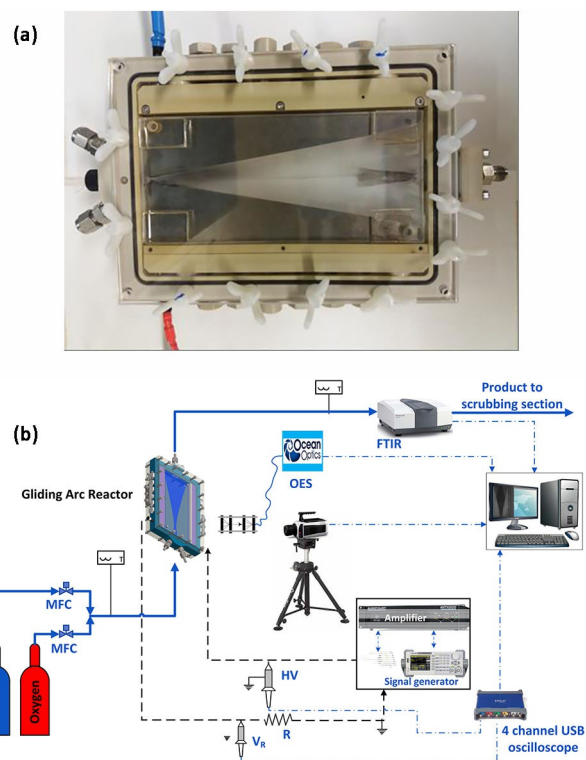 (a)
(b)
T
Product to
scrubbing section
FTIR
Ocean
Optics
OES
Gliding Arc Reactor
T
MFC
MFC
Oxygen
Amplifier
Signal generator
HV
R
VR
4 channel USB
oscilloscope